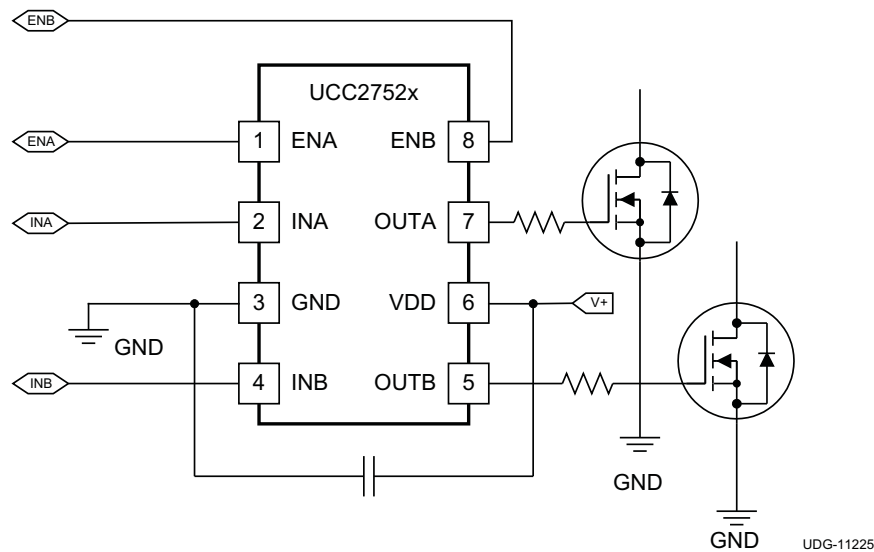 ENB
UCC2752x
ENA
1 ENA ENB 8
INA
2 INA OUTA 7
3 GND VDD 6
V+
GND
INB
4 INB OUTB 5
GND
GND
UDG-11225